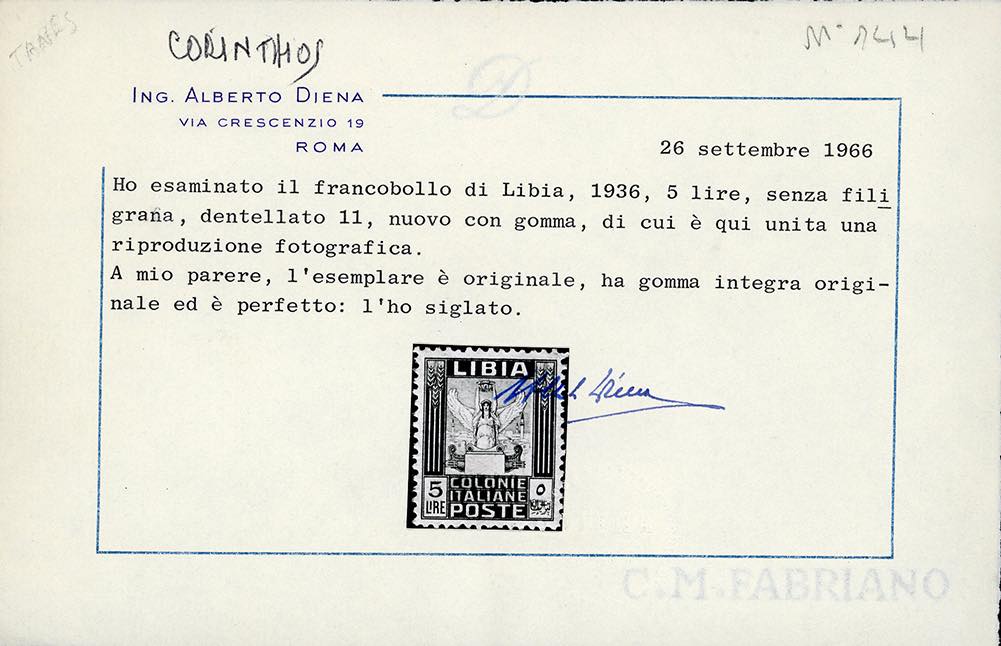 CORINTHOS
ING. ALBERTO DIENA
VIA CRESCENZIO 19
ROMA
26 settembre 1966
Ho esaminato il francobollo di Libia, 1936, 5 lire, senza fili
grana, dentellato 11, nuovo con gomma, di cui è qui unita una
riproduzione fotografica.
A mio parere, l'esemplare è originale, ha gomma integra origi-
nale ed è perfetto: l'ho siglato.
LIBIA
5 LIRE
COLONIE
ITALIANE
POSTE
٥
C.M.FABRIANO